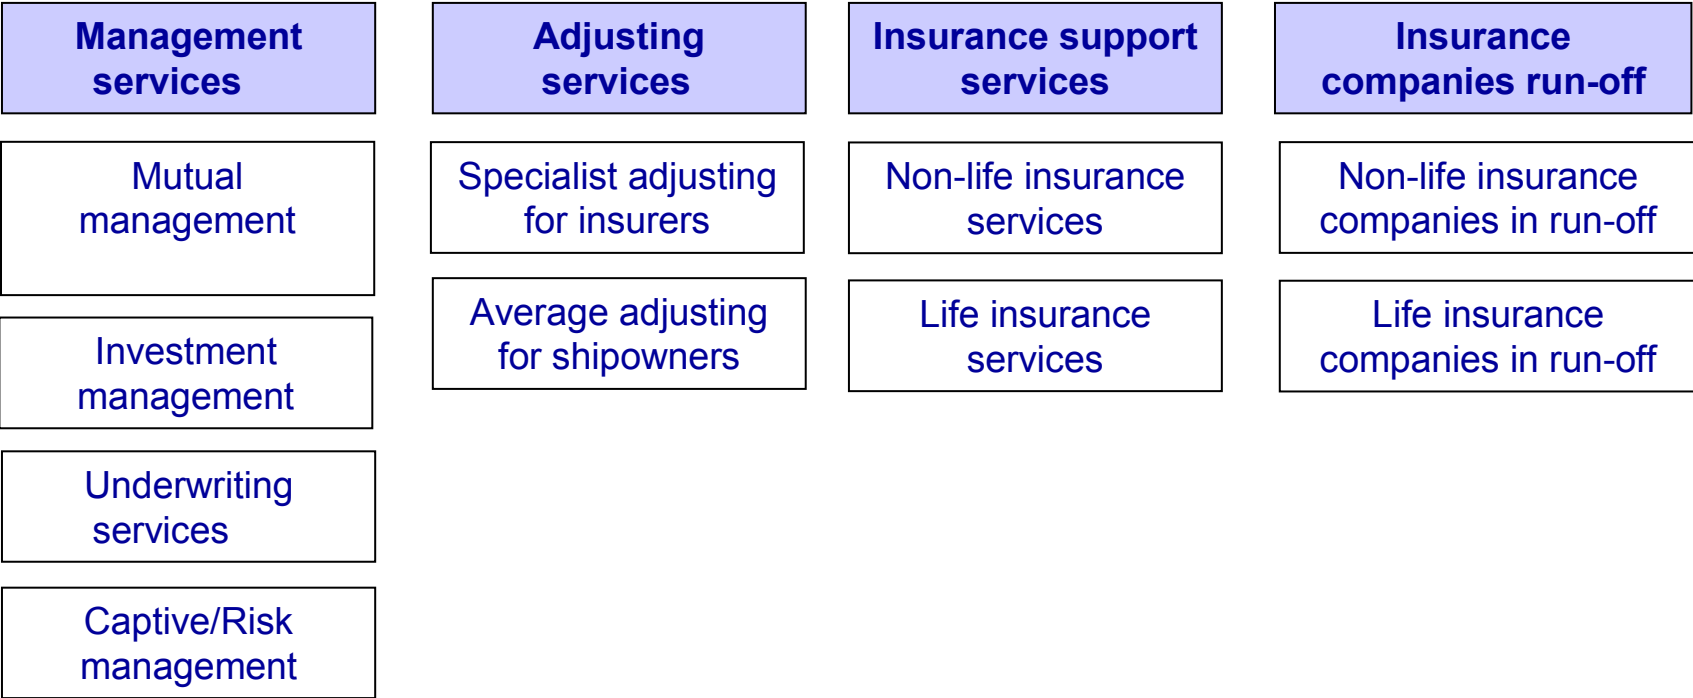 Management
services
Mutual
management
Investment
management
Underwriting
services
Captive/Risk
management
Adjusting
services
Specialist adjusting
for insurers
Average adjusting
for shipowners
Insurance support
services
Non-life insurance
services
Life insurance
services
Insurance
companies run-off
Non-life insurance
companies in run-off
Life insurance
companies in run-off